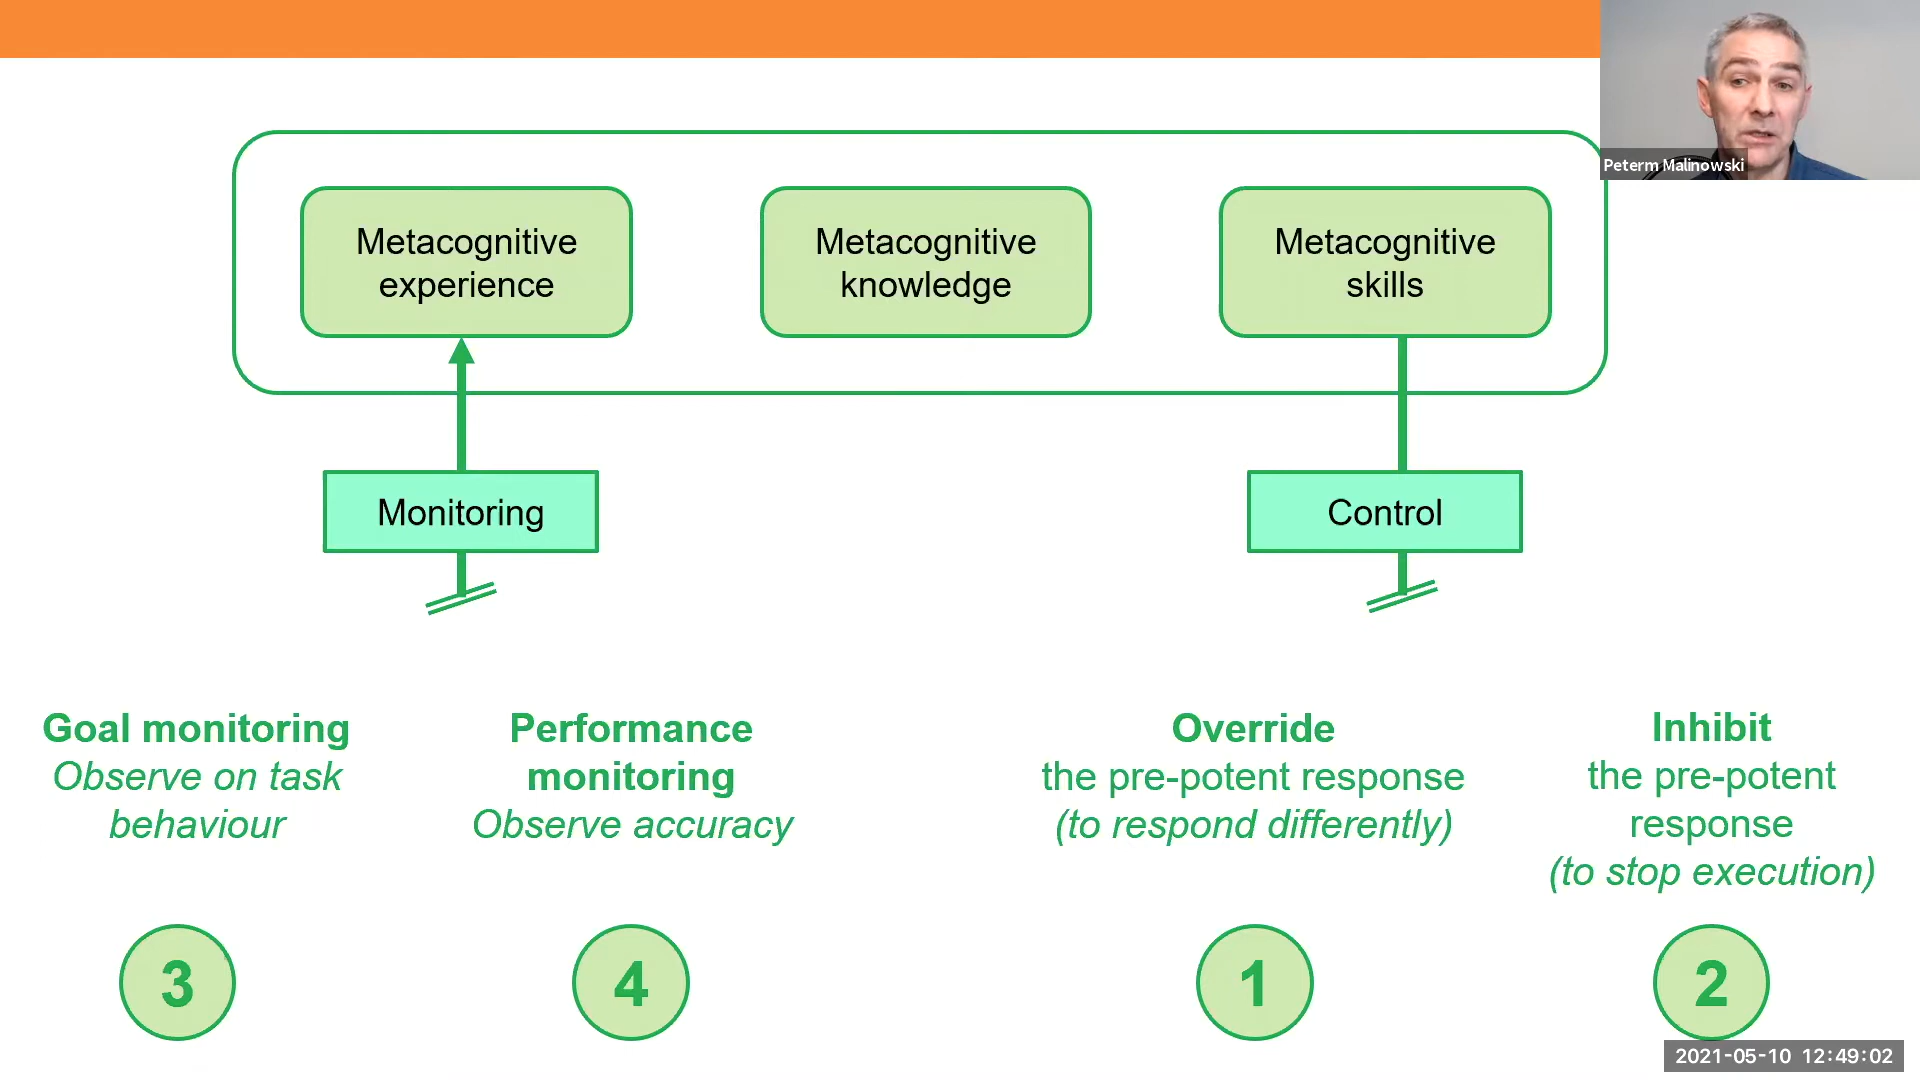 Peterm Malinowski
Metacognitive
experience
Metacognitive
knowledge
Metacognitive
skills
Monitoring
Control
Goal monitoring
Observe on task
behaviour
Performance
monitoring
Observe accuracy
Override
the pre-potent response
(to respond differently)
Inhibit
the pre-potent
response
(to stop execution)
3
4
1
2
2021-05-10 12:49:02